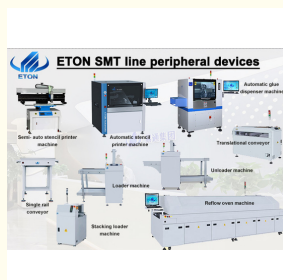 ETON
ETON SMT line peripheral devices
Automatic glue
dispenser machine
Semi- auto stencil printer
machine
Automatic stencil
printer machine
Translational conveyor
Loader machine
Unloader machine
Single rail
conveyor
Stacking loader
machine
Reflow oven machine